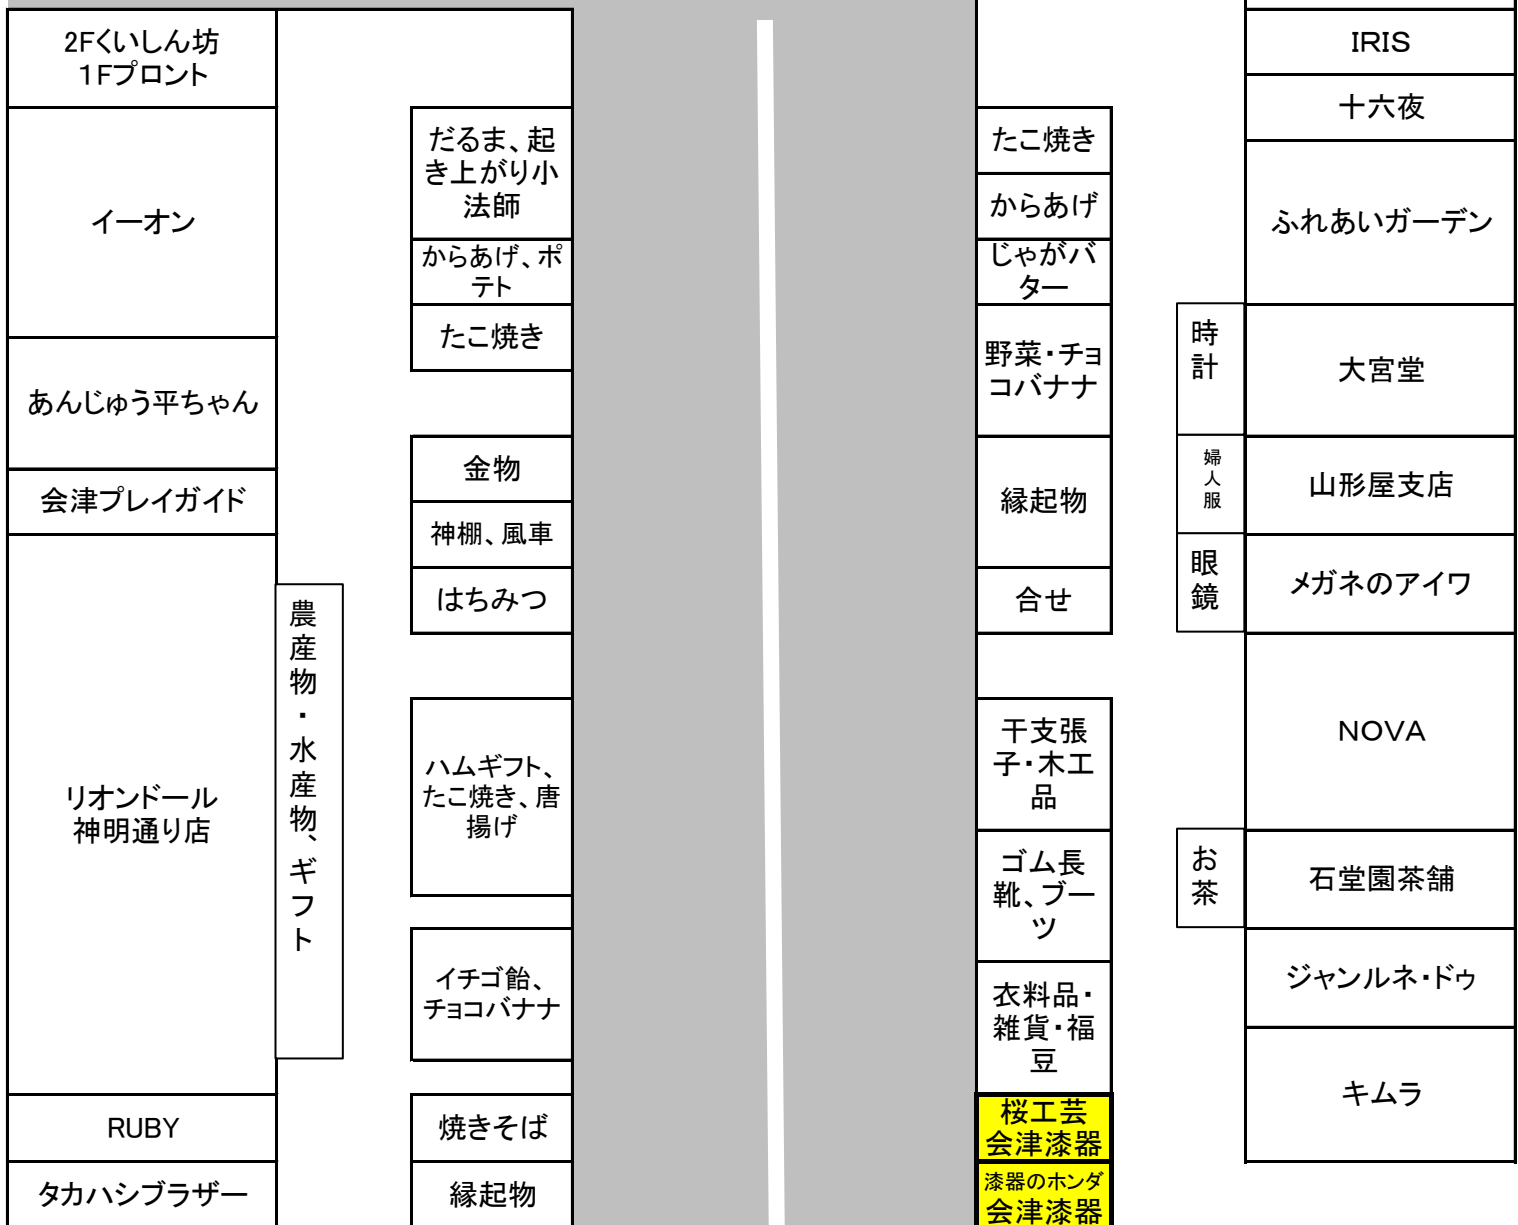 2Fくいしん坊
1Fプロント
イーオン
あんじゅう平ちゃん
会津プレイガイド
リオンドール
神明通り店
RUBY
タカハシブラザー
農産物・水産物、ギフト
だるま、起
き上がり小
法師
からあげ、ポ
テト
たこ焼き
金物
神棚、風車
はちみつ
ハムギフト、
たこ焼き、唐
揚げ
イチゴ飴、
チョコバナナ
焼きそば
縁起物
たこ焼き
からあげ
じゃがバ
ター
野菜・チョ
コバナナ
縁起物
合せ
干支張
子・木工
品
ゴム長
靴、ブー
ツ
衣料品・
雑貨・福
豆
桜工芸
会津漆器
漆器のホンダ
会津漆器
時計
婦人服
眼鏡
お茶
IRIS
十六夜
ふれあいガーデン
大宮堂
山形屋支店
メガネのアイワ
NOVA
石堂園茶舗
ジャンルネ・ドゥ
キムラ